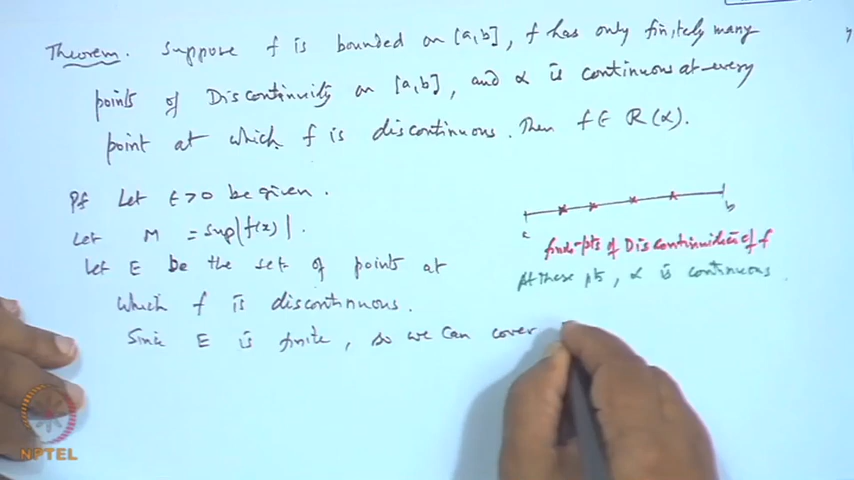 Theorem. Suppose f is bounded on [a,b], f has only finitely many
points of Discontinuity on [a,b], and α is continuous at every
point at which f is discontinuous. Then f ∈ R(α).
Pf Let ε > 0 be given.
Let M = sup|f(x)|.
Let E be the set of points at
which f is discontinuous.
Since E is finite, so we can cover
b
finite-pts of Discontinuities of f
At these pts, α is continuous.
NPTEL